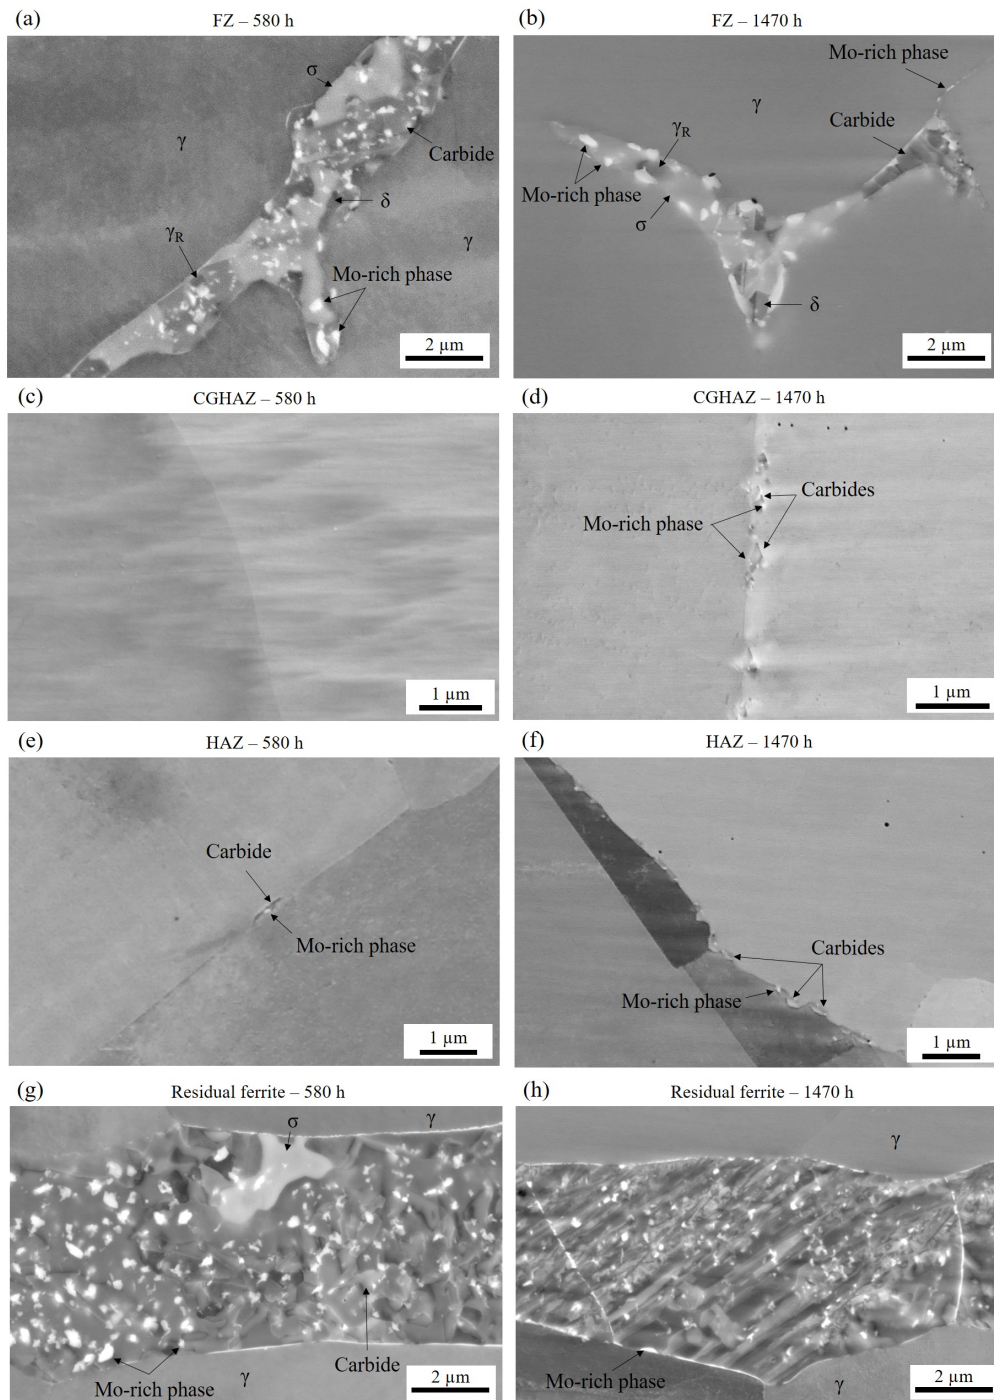 (a) FZ – 580 h
σ
γ
Carbide
δ
γR
γ
Mo-rich phase
2 µm
(b) FZ – 1470 h
Mo-rich phase
γ
Carbide
γR
Mo-rich phase
σ
δ
2 µm
(c) CGHAZ – 580 h
1 µm
(d) CGHAZ – 1470 h
Carbides
Mo-rich phase
1 µm
(e) HAZ – 580 h
Carbide
Mo-rich phase
1 µm
(f) HAZ – 1470 h
Carbides
Mo-rich phase
1 µm
(g) Residual ferrite – 580 h
σ
γ
Carbide
Mo-rich phase
γ
2 µm
(h) Residual ferrite – 1470 h
γ
Mo-rich phase
γ
2 µm